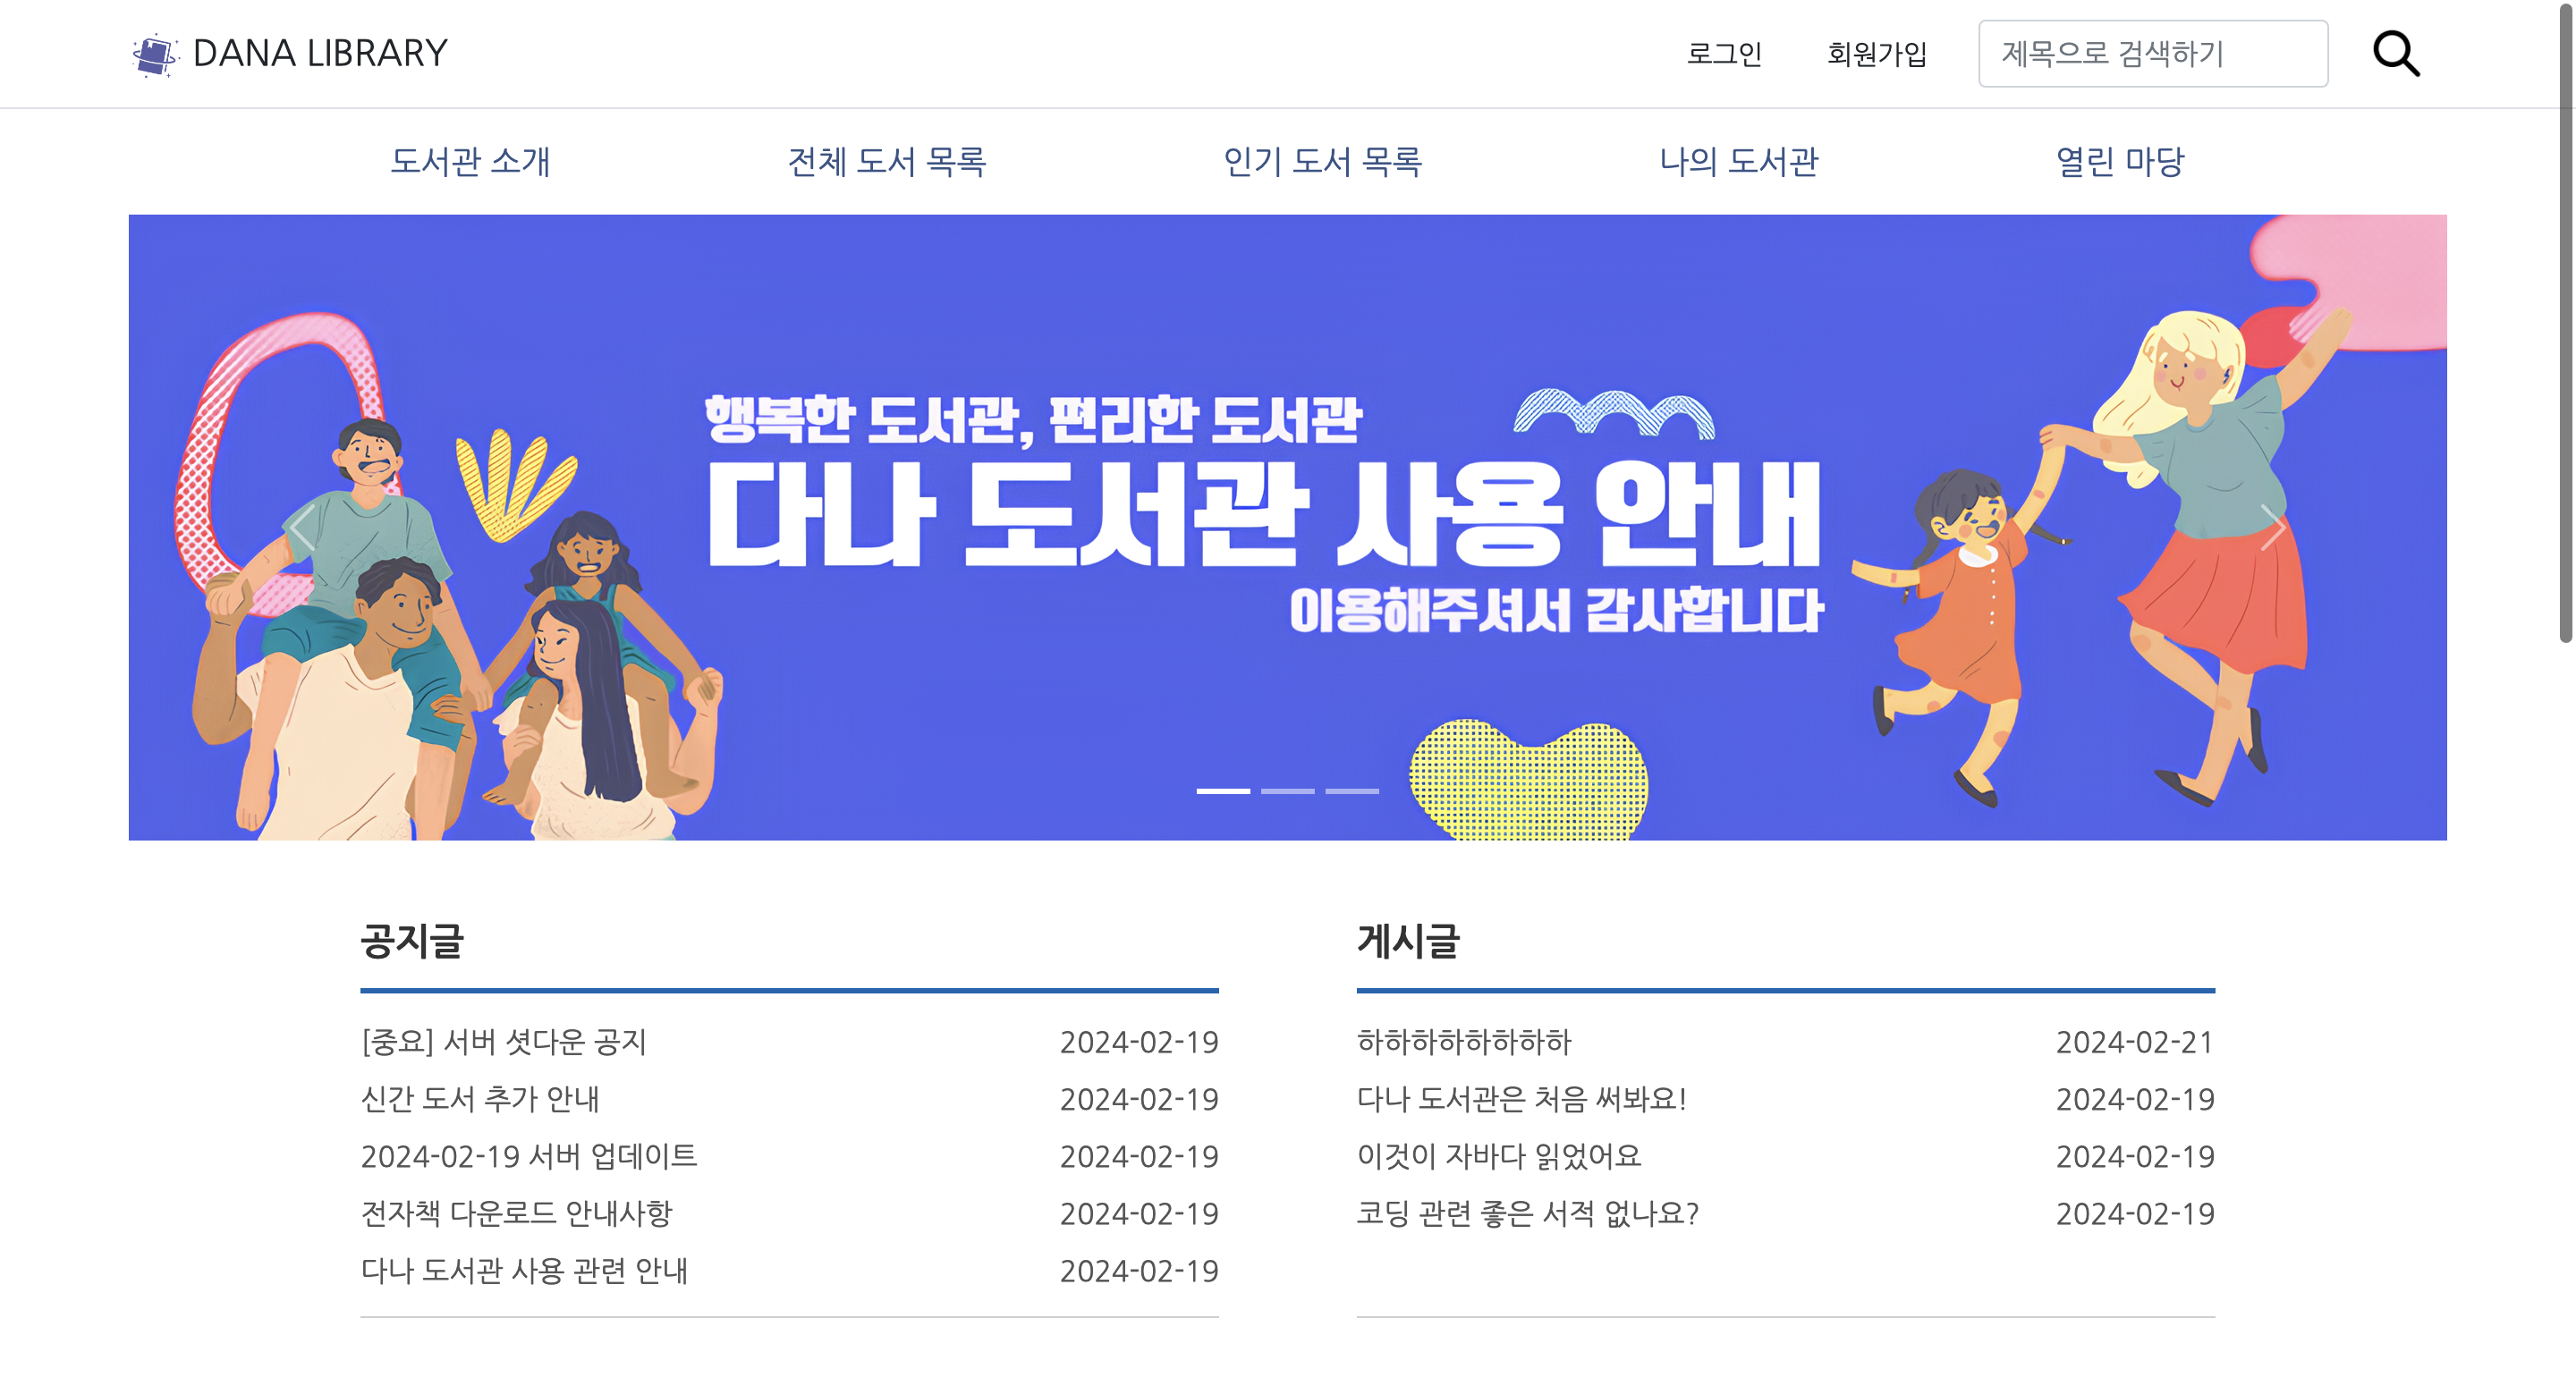 DANA LIBRARY
로그인 회원가입 제목으로 검색하기
도서관 소개 전체 도서 목록 인기 도서 목록 나의 도서관 열린 마당
행복한 도서관, 편리한 도서관
다나 도서관 사용 안내
이용해주셔서 감사합니다
공지글
[중요] 서버 셧다운 공지 2024-02-19
신간 도서 추가 안내 2024-02-19
2024-02-19 서버 업데이트 2024-02-19
전자책 다운로드 안내사항 2024-02-19
다나 도서관 사용 관련 안내 2024-02-19
게시글
하하하하하하하하 2024-02-21
다나 도서관은 처음 써봐요! 2024-02-19
이것이 자바다 읽었어요 2024-02-19
코딩 관련 좋은 서적 없나요? 2024-02-19